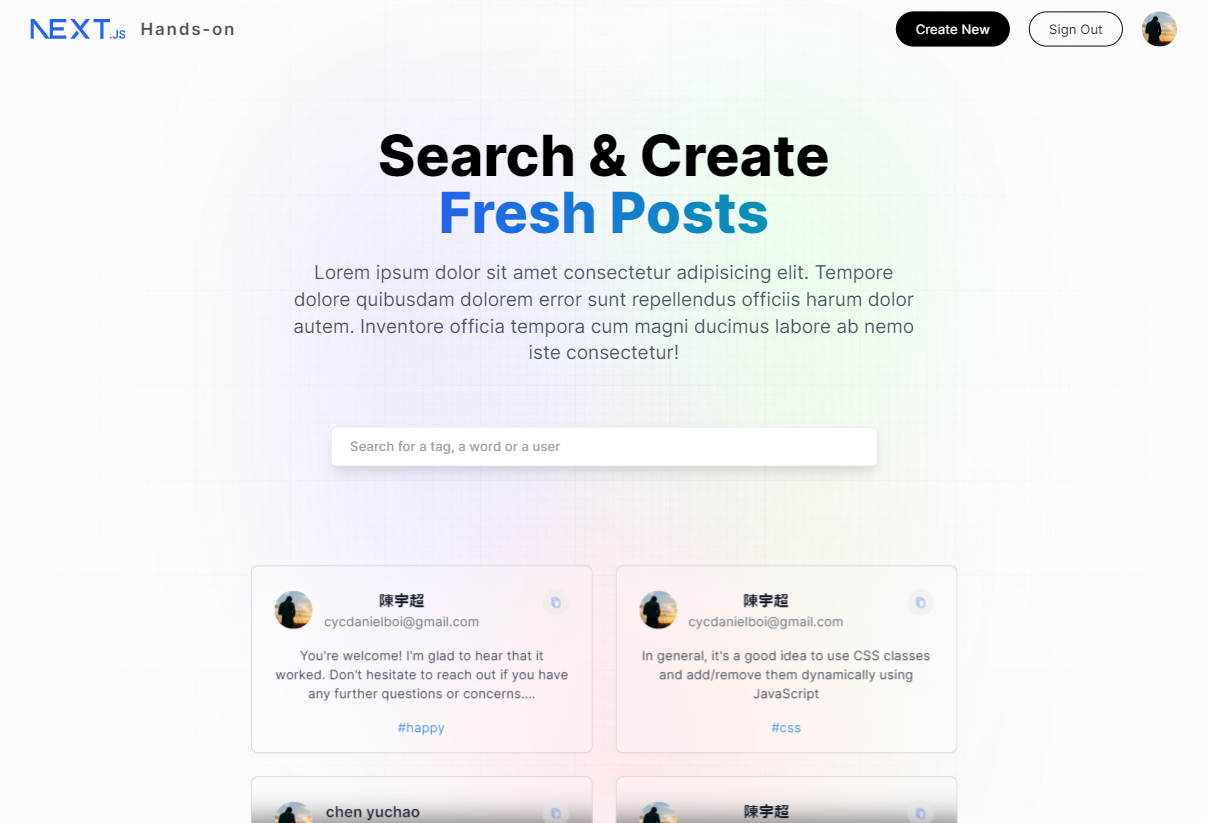 NEXT.JS Hands-on
Create New
Sign Out
Search & Create
Fresh Posts
Lorem ipsum dolor sit amet consectetur adipisicing elit. Tempore
dolore quibusdam dolorem error sunt repellendus officiis harum dolor
autem. Inventore officia tempora cum magni ducimus labore ab nemo
iste consectetur!
Search for a tag, a word or a user
陳宇超
cycdanielboi@gmail.com
You're welcome! I'm glad to hear that it
worked. Don't hesitate to reach out if you have
any further questions or concerns....
#happy
陳宇超
cycdanielboi@gmail.com
In general, it's a good idea to use CSS classes
and add/remove them dynamically using
JavaScript
#css
chen yuchao
陳宇超